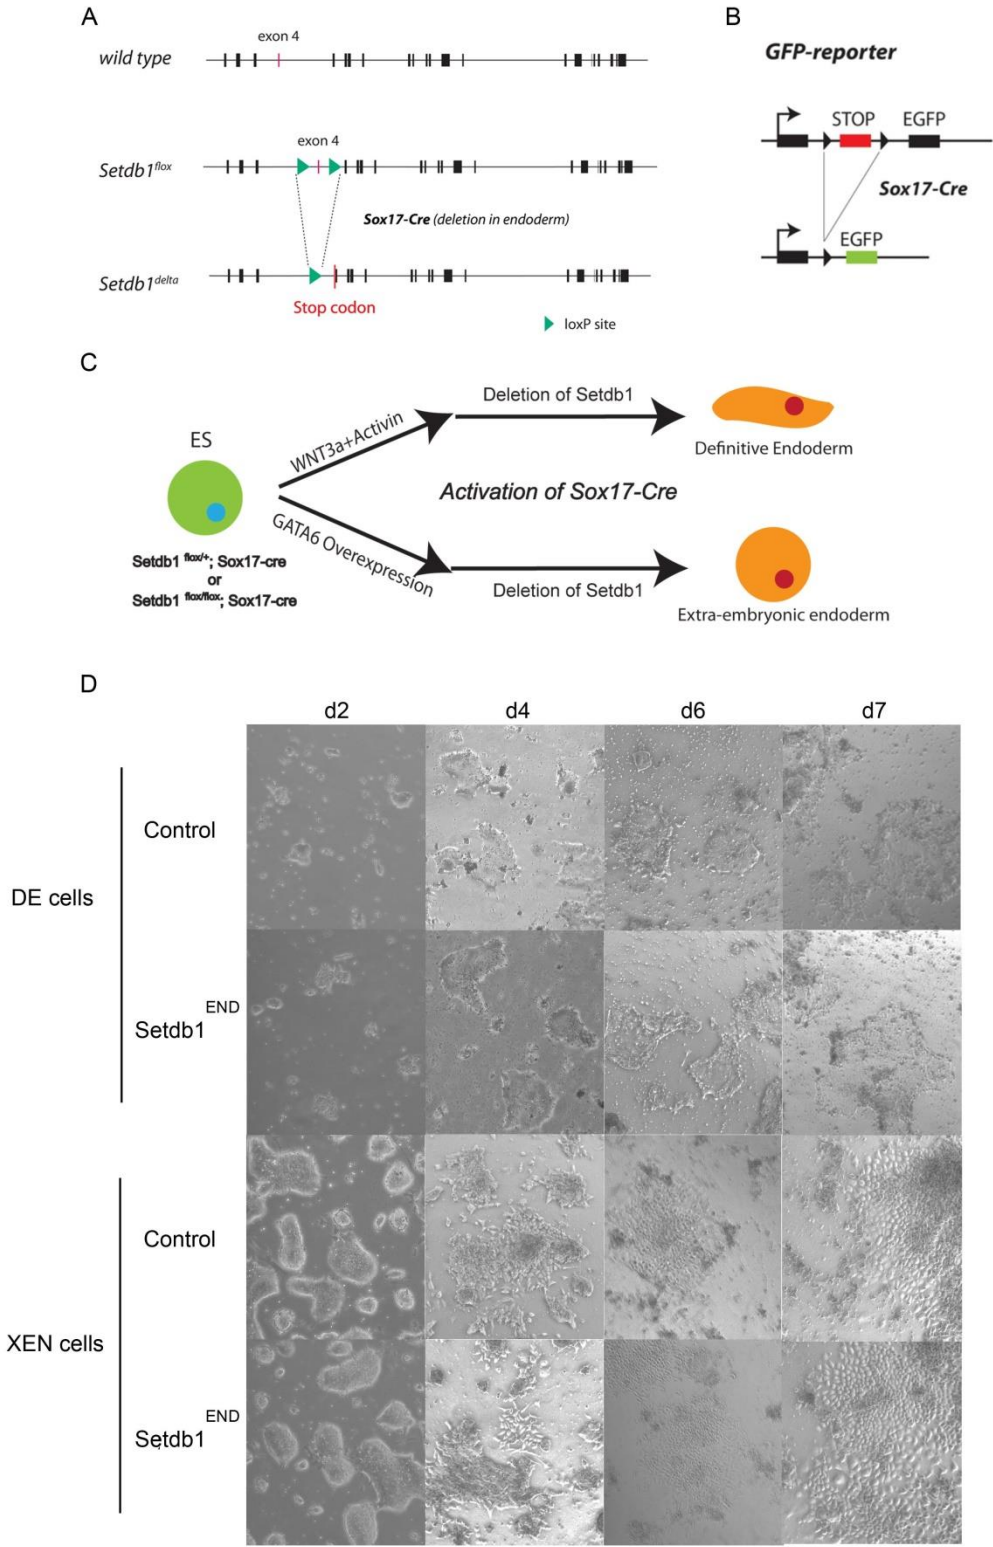 A
exon 4
wild type
exon 4
Setdb1flox
Sox17-Cre (deletion in endoderm)
Setdb1delta
Stop codon
loxP site
B
GFP-reporter
STOP EGFP
Sox17-Cre
EGFP
C
ES
Setdb1 flox/+; Sox17-cre
or
Setdb1 flox/flox; Sox17-cre
WNT3a+Activin
GATA6 Overexpression
Deletion of Setdb1
Activation of Sox17-Cre
Deletion of Setdb1
Definitive Endoderm
Extra-embryonic endoderm
D
d2 d4 d6 d7
DE cells
Control
Setdb1END
XEN cells
Control
Setdb1END